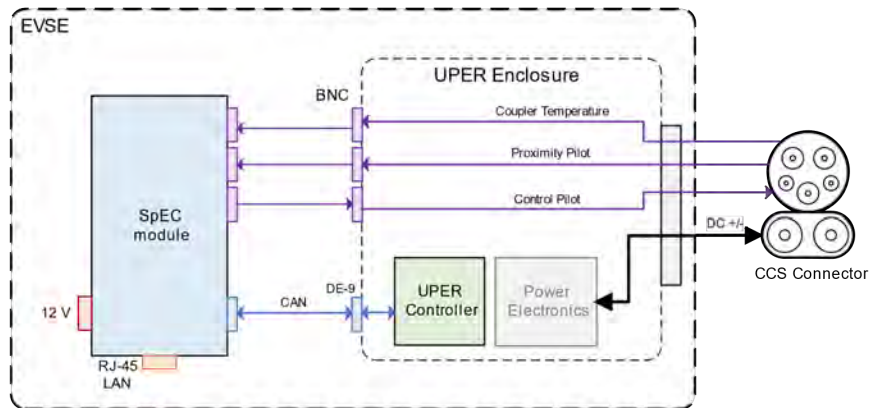 EVSE
UPER Enclosure
BNC
Coupler Temperature
Proximity Pilot
Control Pilot
SpEC
module
DC +/-
CCS Connector
UPER
Controller
Power
Electronics
CAN
DE-9
12 V
RJ-45
LAN